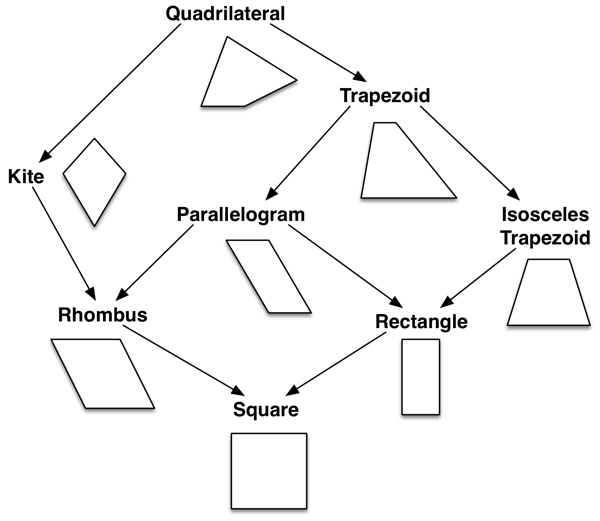 Quadrilateral
Trapezoid
Kite
Parallelogram
Isosceles
Trapezoid
Rhombus
Rectangle
Square